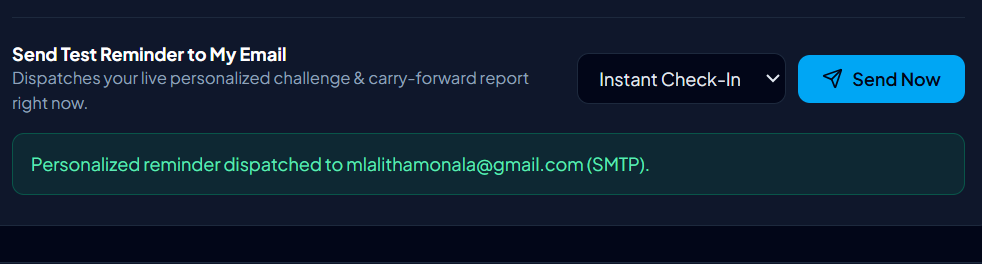 Send Test Reminder to My Email
Dispatches your live personalized challenge & carry-forward report
right now.
Instant Check-In
Send Now
Personalized reminder dispatched to mlalithamonala@gmail.com (SMTP).